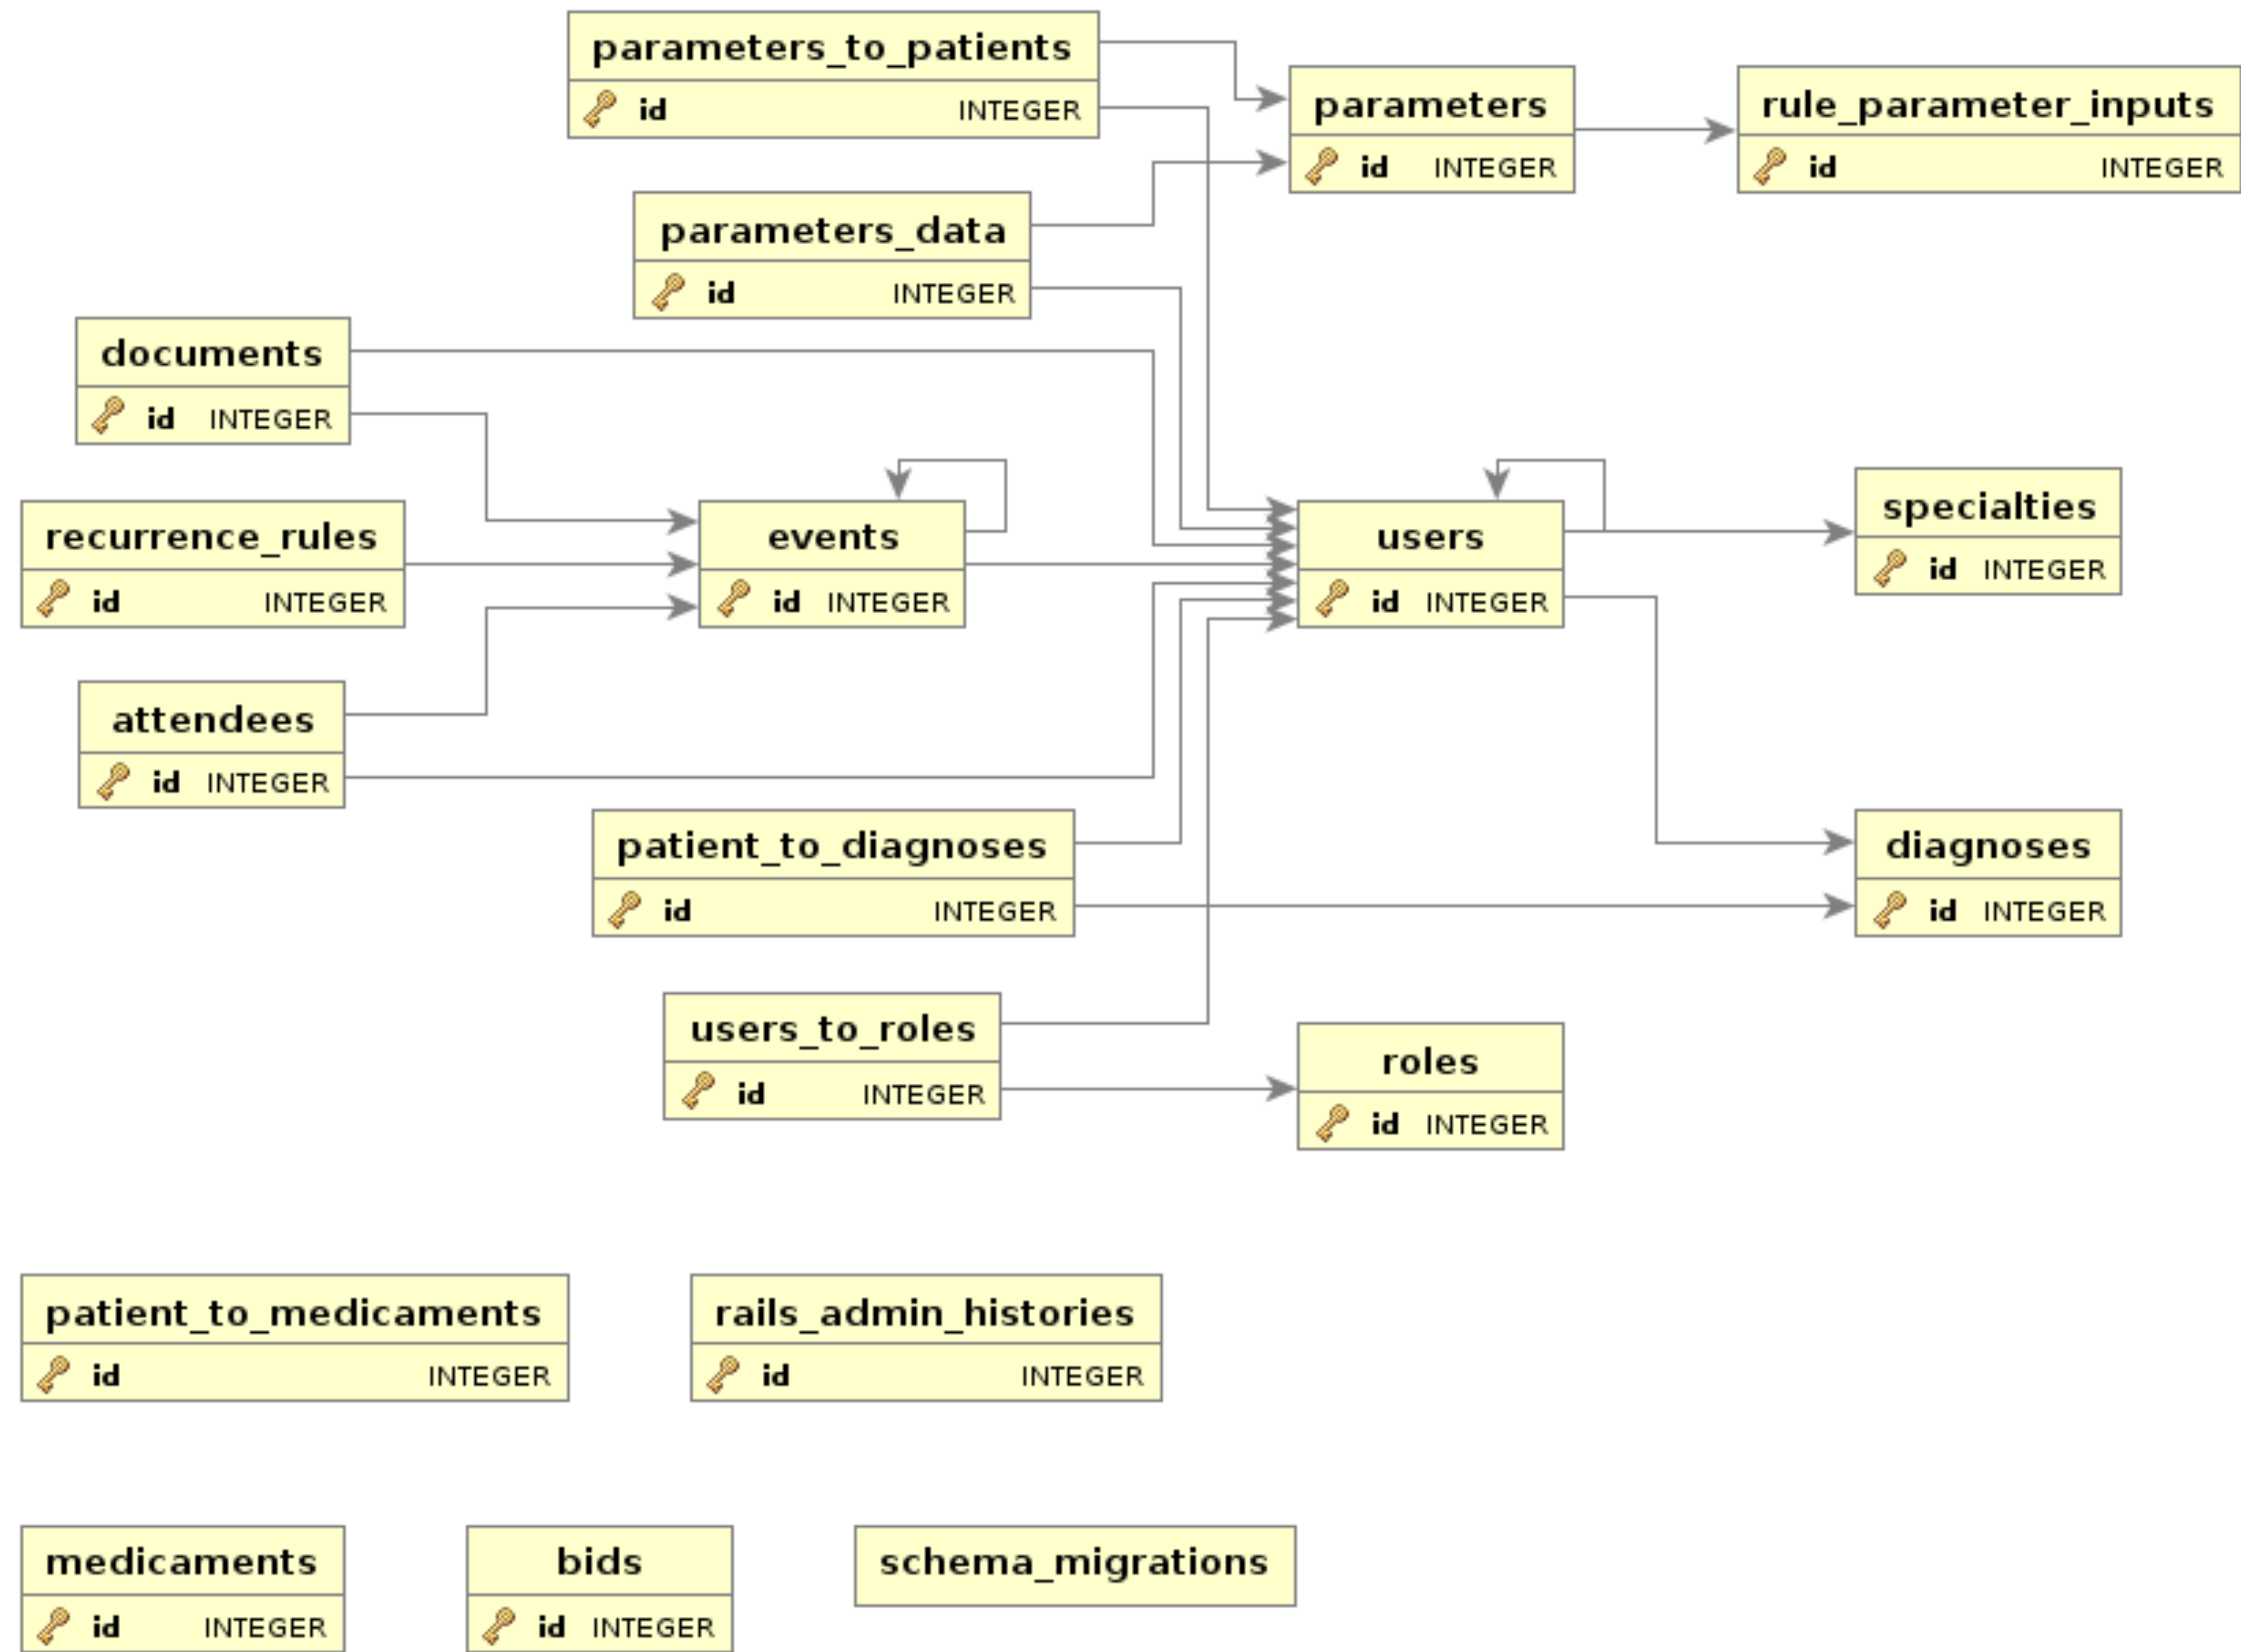 parameters_to_patients
id INTEGER
parameters
id INTEGER
rule_parameter_inputs
id INTEGER
parameters_data
id INTEGER
documents
id INTEGER
recurrence_rules
id INTEGER
events
id INTEGER
users
id INTEGER
specialties
id INTEGER
attendees
id INTEGER
patient_to_diagnoses
id INTEGER
diagnoses
id INTEGER
users_to_roles
id INTEGER
roles
id INTEGER
patient_to_medicaments
id INTEGER
rails_admin_histories
id INTEGER
medicaments
id INTEGER
bids
id INTEGER
schema_migrations